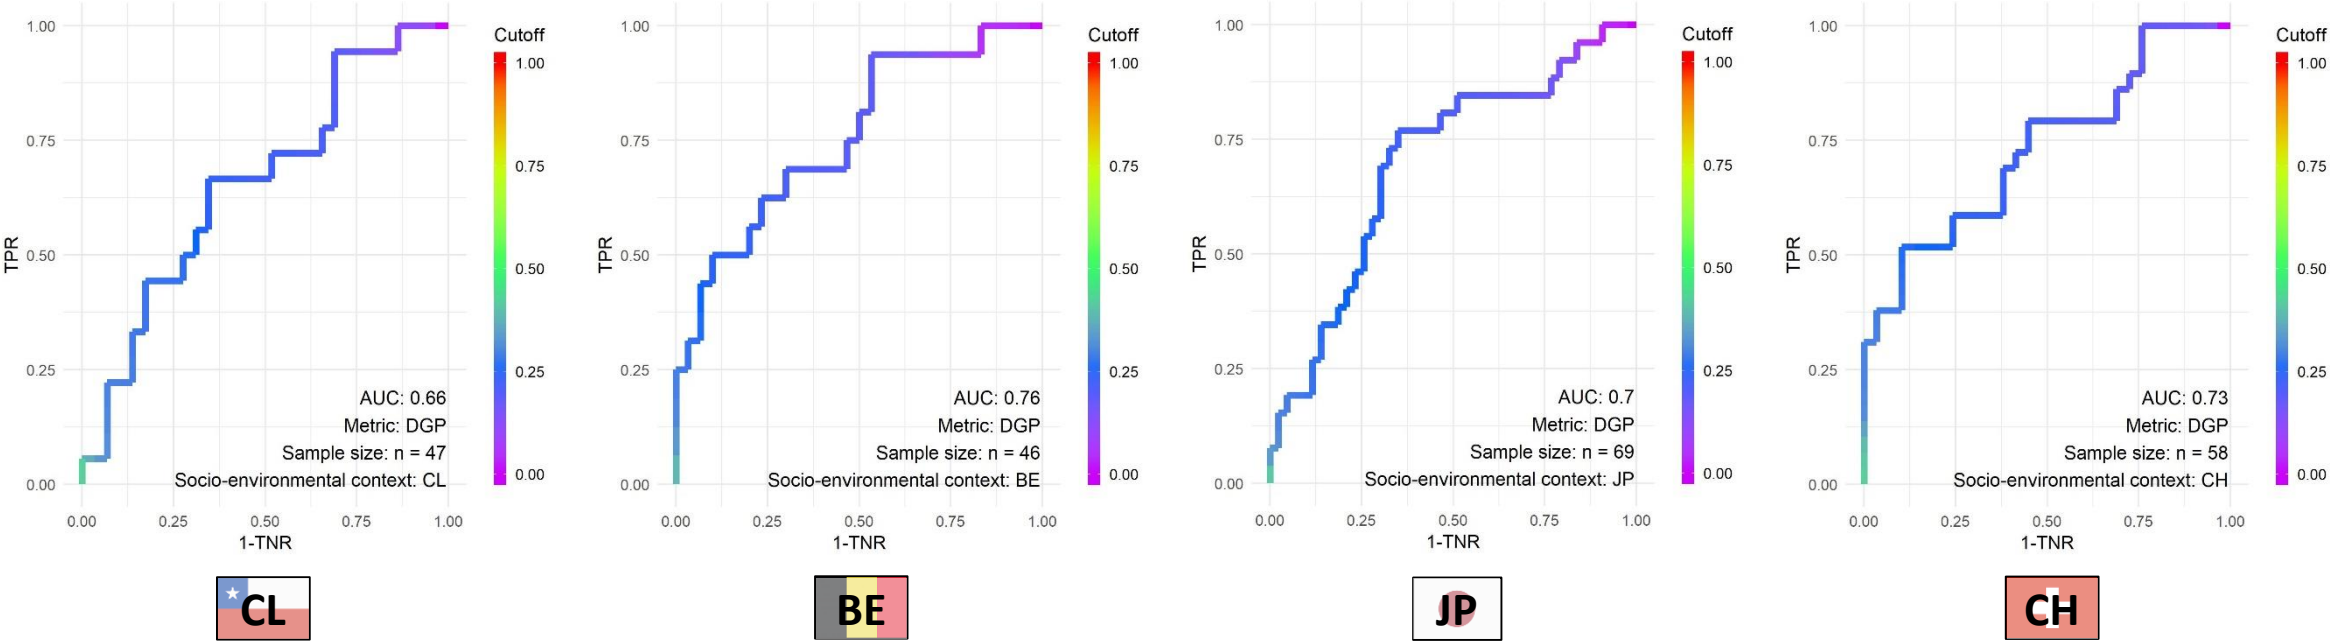 1.00
0.75
0.50
0.25
0.00
TPR
0.00 0.25 0.50 0.75 1.00
1-TNR
AUC: 0.66
Metric: DGP
Sample size: n = 47
Socio-environmental context: CL
Cutoff
1.00
0.75
0.50
0.25
0.00
CL
1.00
0.75
0.50
0.25
0.00
TPR
0.00 0.25 0.50 0.75 1.00
1-TNR
AUC: 0.76
Metric: DGP
Sample size: n = 46
Socio-environmental context: BE
Cutoff
1.00
0.75
0.50
0.25
0.00
BE
1.00
0.75
0.50
0.25
0.00
TPR
0.00 0.25 0.50 0.75 1.00
1-TNR
AUC: 0.7
Metric: DGP
Sample size: n = 69
Socio-environmental context: JP
Cutoff
1.00
0.75
0.50
0.25
0.00
JP
1.00
0.75
0.50
0.25
0.00
TPR
0.00 0.25 0.50 0.75 1.00
1-TNR
AUC: 0.73
Metric: DGP
Sample size: n = 58
Socio-environmental context: CH
Cutoff
1.00
0.75
0.50
0.25
0.00
CH